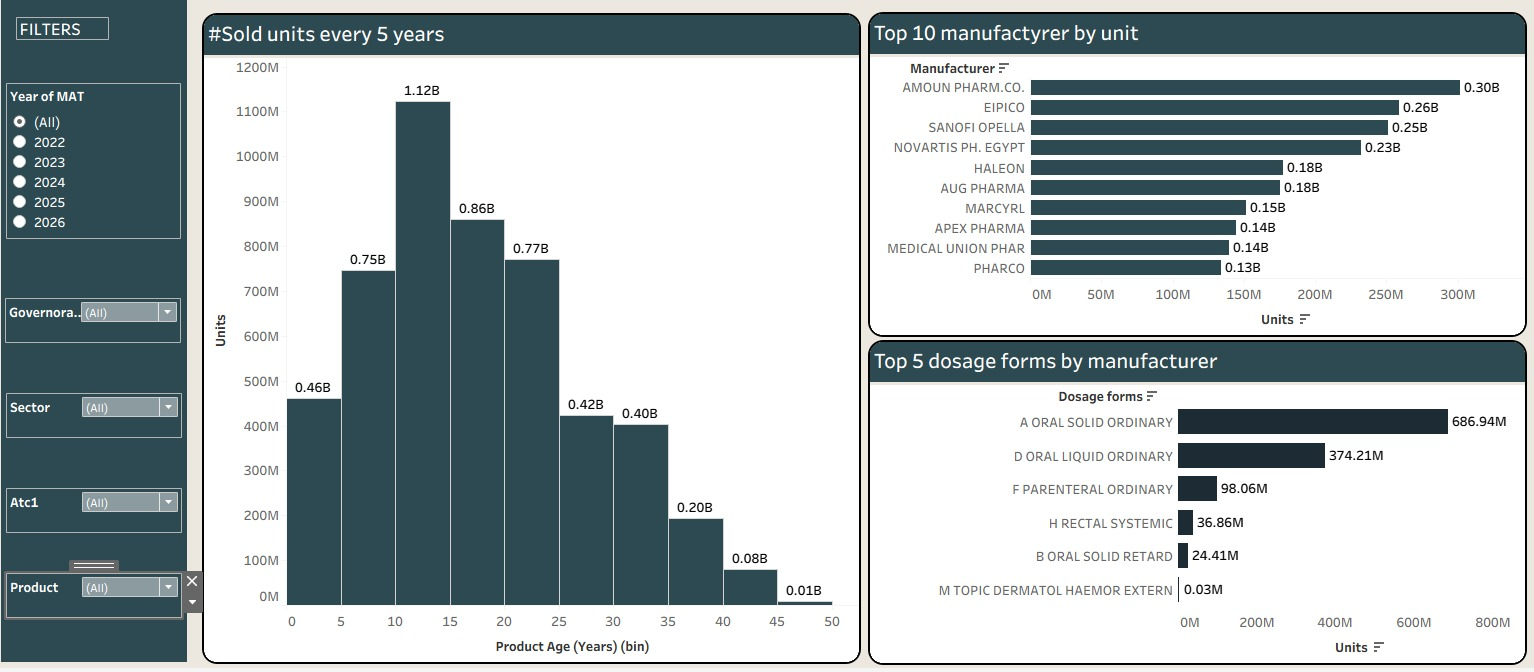 FILTERS
Year of MAT
(All)
2022
2023
2024
2025
2026
Governora.. (All)
Sector (All)
Atc1 (All)
Product (All)
#Sold units every 5 years
Units
1200M
1100M
1000M
900M
800M
700M
600M
500M
400M
300M
200M
100M
0M
0.46B
0.75B
1.12B
0.86B
0.77B
0.42B
0.40B
0.20B
0.08B
0.01B
0 5 10 15 20 25 30 35 40 45 50
Product Age (Years) (bin)
Top 10 manufactyrer by unit
Manufacturer
AMOUN PHARM.CO. 0.30B
EIPICO 0.26B
SANOFI OPELLA 0.25B
NOVARTIS PH. EGYPT 0.23B
HALEON 0.18B
AUG PHARMA 0.18B
MARCYRL 0.15B
APEX PHARMA 0.14B
MEDICAL UNION PHAR 0.14B
PHARCO 0.13B
0M 50M 100M 150M 200M 250M 300M
Units
Top 5 dosage forms by manufacturer
Dosage forms
A ORAL SOLID ORDINARY 686.94M
D ORAL LIQUID ORDINARY 374.21M
F PARENTERAL ORDINARY 98.06M
H RECTAL SYSTEMIC 36.86M
B ORAL SOLID RETARD 24.41M
M TOPIC DERMATOL HAEMOR EXTERN 0.03M
0M 200M 400M 600M 800M
Units